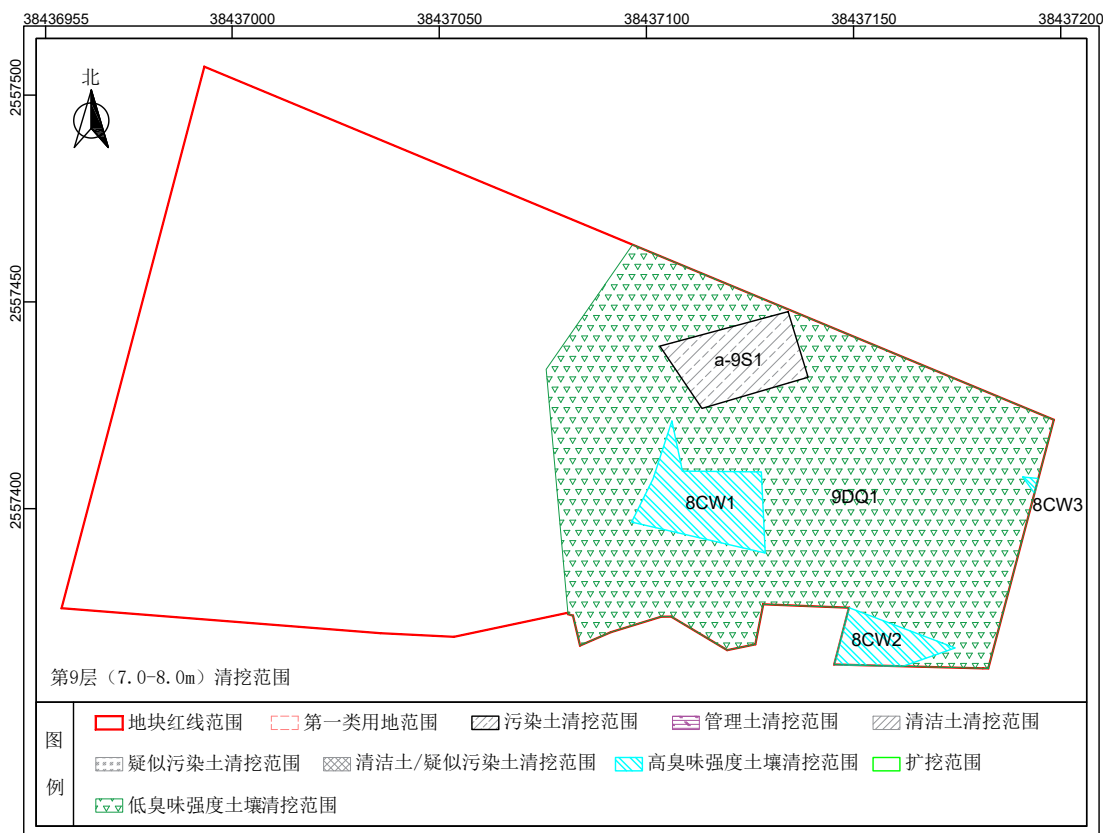 38436955 38437000 38437050 38437100 38437150 38437200
2557500
2557450
2557400
北
a-9S1
8CW1
9DQ1
8CW3
8CW2
第9层（7.0-8.0m）清挖范围
图例
地块红线范围 第一类用地范围 污染土清挖范围 管理土清挖范围 清洁土清挖范围
疑似污染土清挖范围 清洁土/疑似污染土清挖范围 高臭味强度土壤清挖范围 扩挖范围
低臭味强度土壤清挖范围